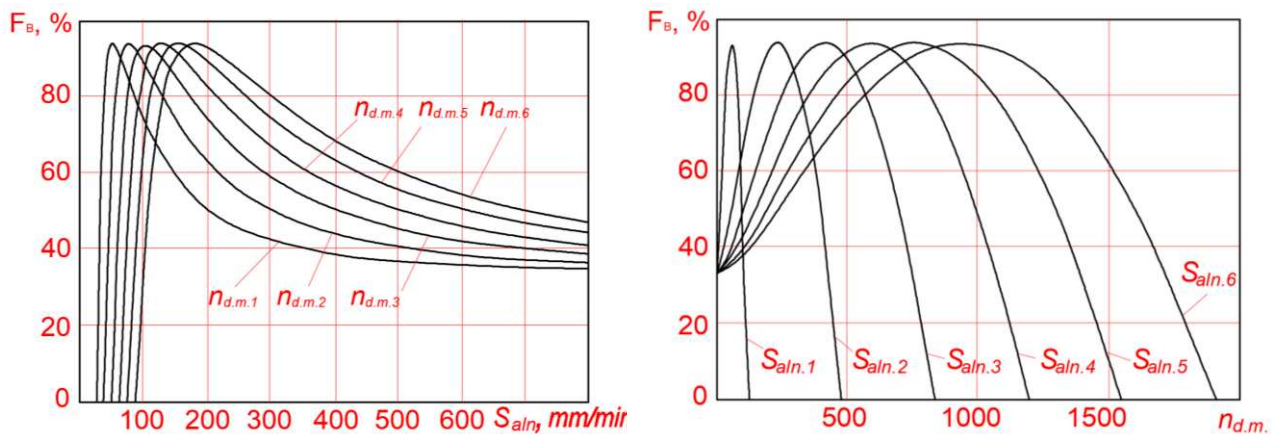 F_B, %
80
60
40
20
0
100 200 300 400 500 600 S_aln, mm/min
n_d.m.4
n_d.m.5 n_d.m.6
n_d.m.1 n_d.m.2 n_d.m.3
F_B, %
80
60
40
20
0
500 1000 1500 n_d.m.
S_aln.6
S_aln.1 S_aln.2 S_aln.3 S_aln.4 S_aln.5